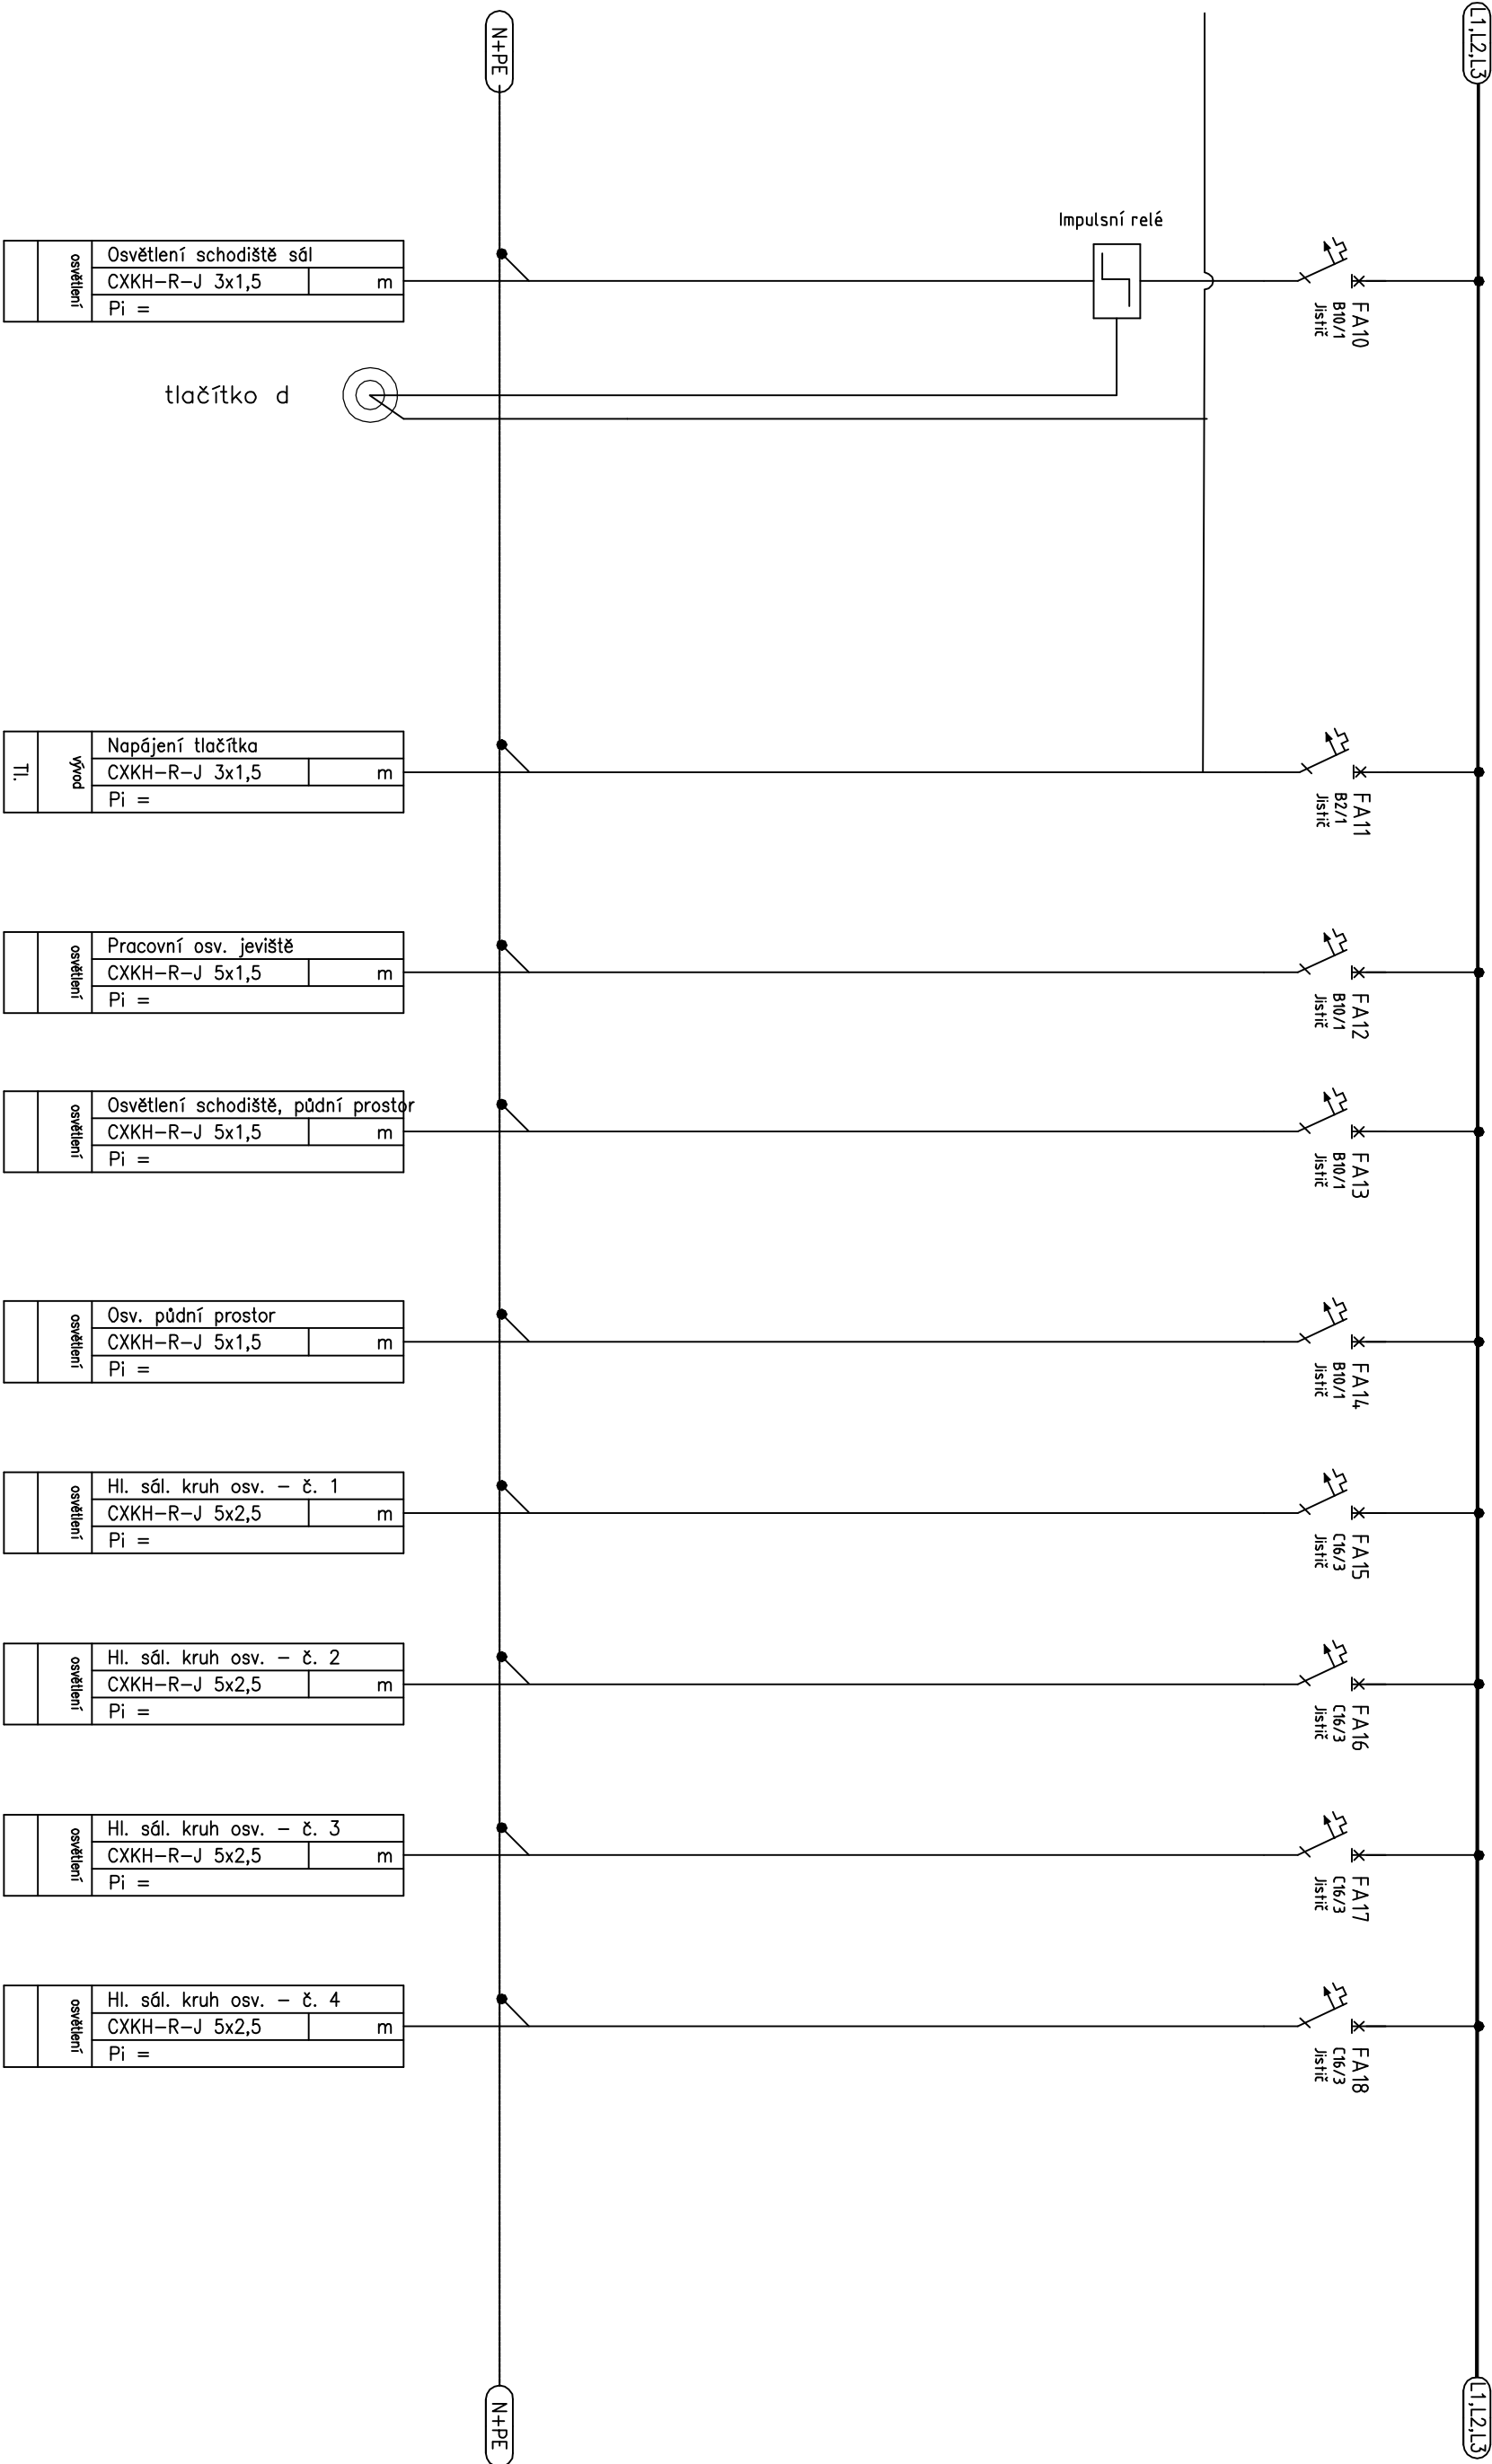 N+PE
L1,L2,L3
Impulsní relé
Osvětlení schodiště sál
CXKH-R-J 3x1,5 m
Pi =
osvětlení
FA10
B10/1
Jistič
tlačítko d
Napájení tlačítka
CXKH-R-J 3x1,5 m
Pi =
vývod
Tl.
FA11
B2/1
Jistič
Pracovní osv. jeviště
CXKH-R-J 5x1,5 m
Pi =
osvětlení
FA12
B10/1
Jistič
Osvětlení schodiště, půdní prostor
CXKH-R-J 5x1,5 m
Pi =
osvětlení
FA13
B10/1
Jistič
Osv. půdní prostor
CXKH-R-J 5x1,5 m
Pi =
osvětlení
FA14
B10/1
Jistič
Hl. sál. kruh osv. - č. 1
CXKH-R-J 5x2,5 m
Pi =
osvětlení
FA15
C16/3
Jistič
Hl. sál. kruh osv. - č. 2
CXKH-R-J 5x2,5 m
Pi =
osvětlení
FA16
C16/3
Jistič
Hl. sál. kruh osv. - č. 3
CXKH-R-J 5x2,5 m
Pi =
osvětlení
FA17
C16/3
Jistič
Hl. sál. kruh osv. - č. 4
CXKH-R-J 5x2,5 m
Pi =
osvětlení
FA18
C16/3
Jistič
N+PE
L1,L2,L3